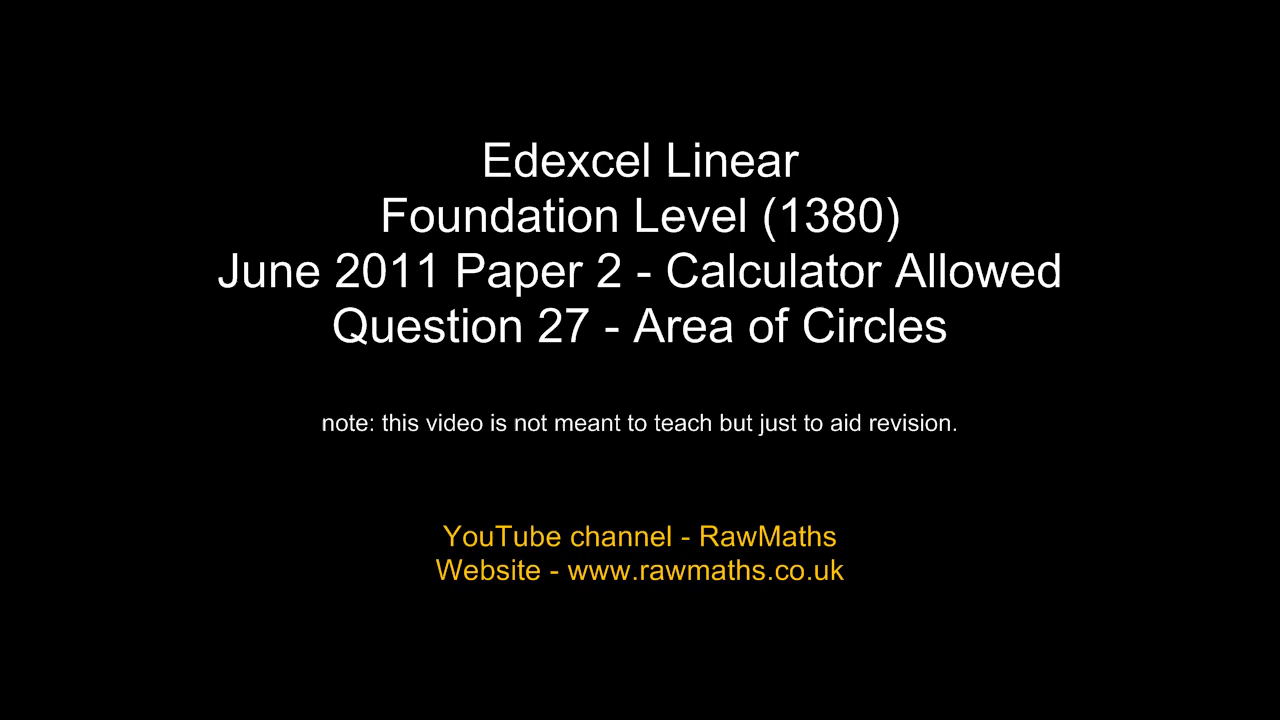 Edexcel Linear
Foundation Level (1380)
June 2011 Paper 2 - Calculator Allowed
Question 27 - Area of Circles
note: this video is not meant to teach but just to aid revision.
YouTube channel - RawMaths
Website - www.rawmaths.co.uk